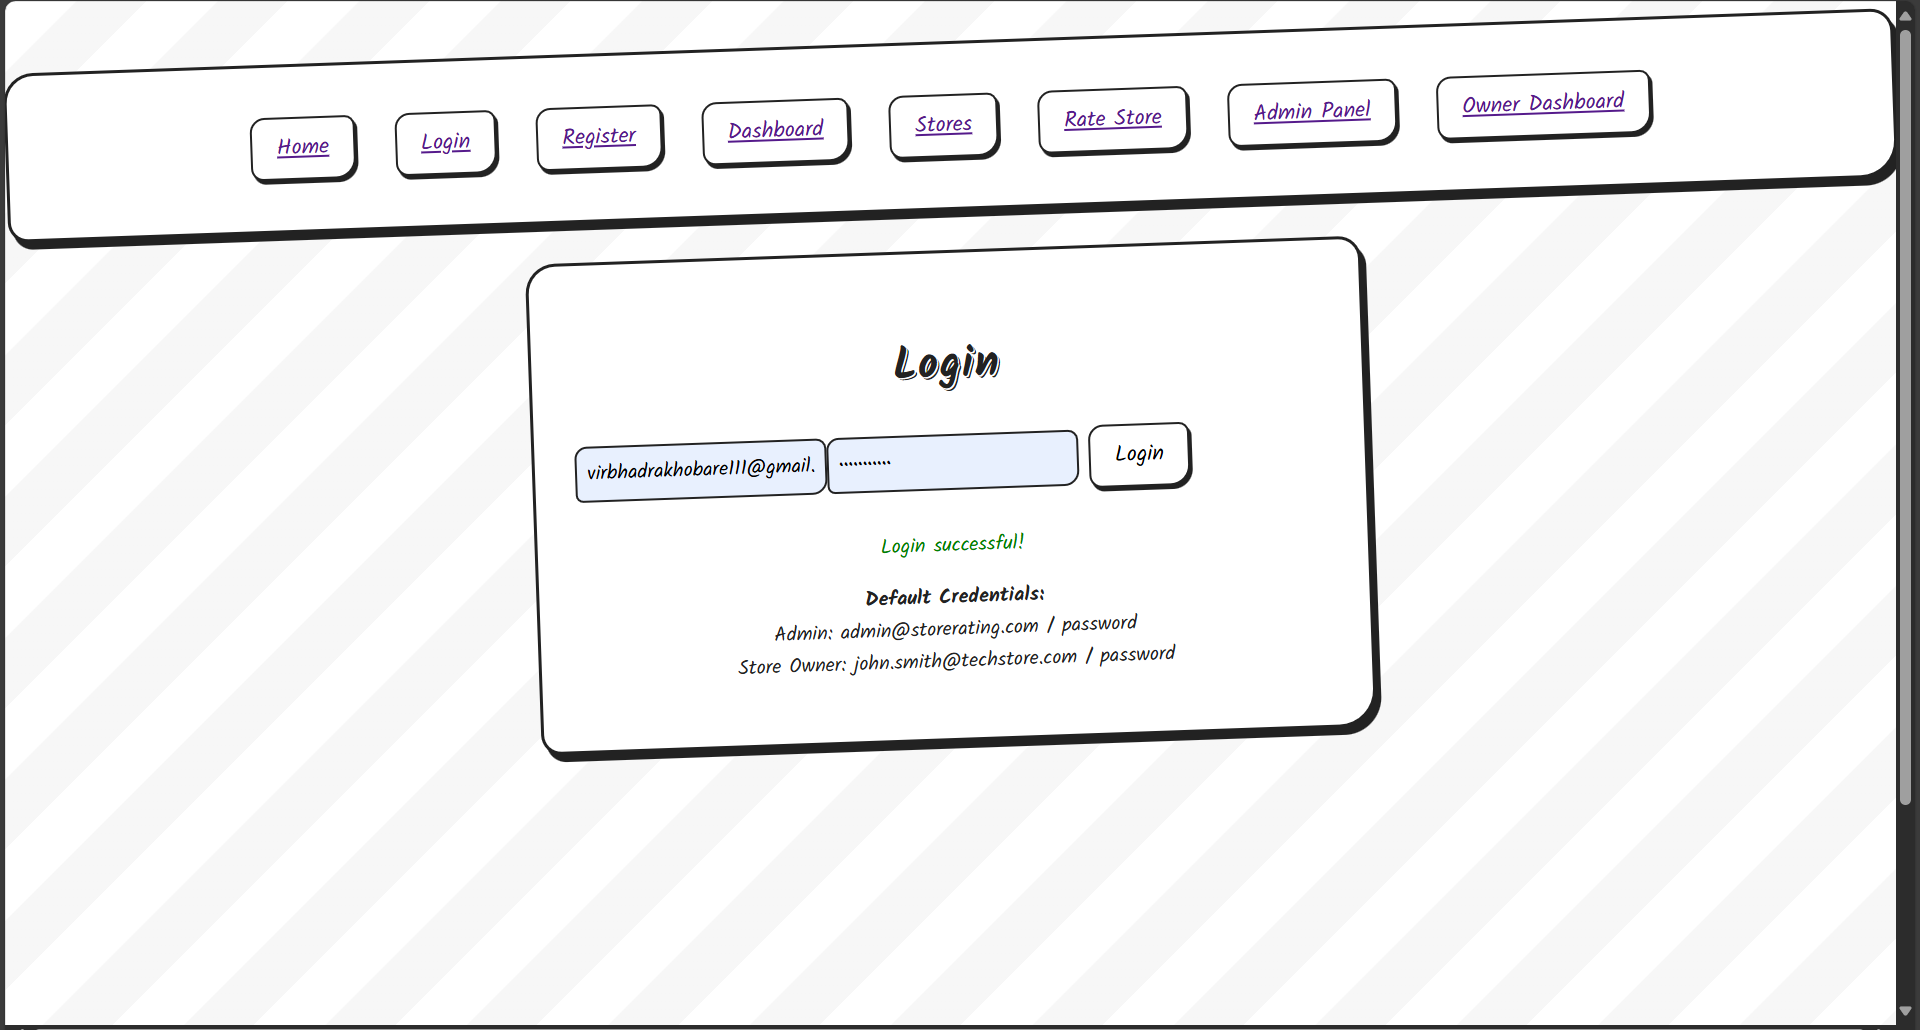 Home Login Register Dashboard Stores Rate Store Admin Panel Owner Dashboard
Login
virbhadrakhobare111@gmail. ••••••••••• Login
Login successful!
Default Credentials:
Admin: admin@storerating.com / password
Store Owner: john.smith@techstore.com / password